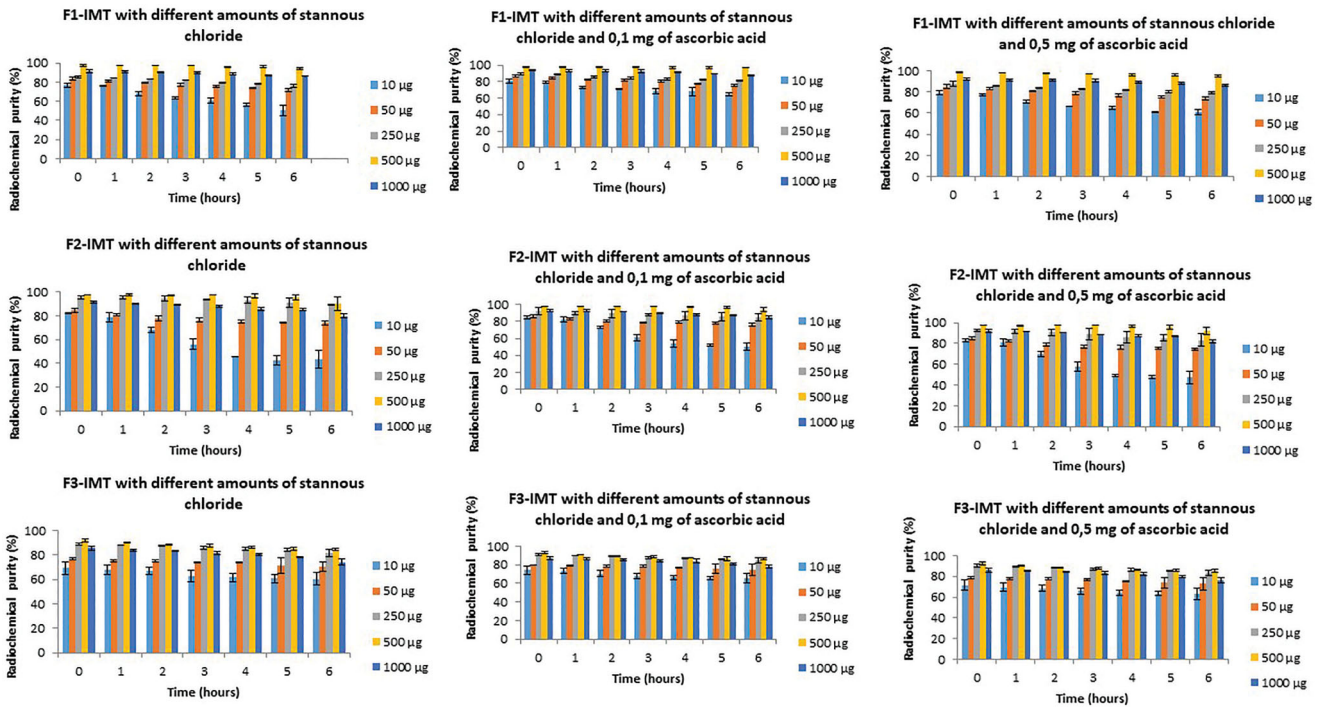 F1-IMT with different amounts of stannous
chloride
Radiochemical purity (%)
100
80
60
40
20
0
0 1 2 3 4 5 6
Time (hours)
10 µg
50 µg
250 µg
500 µg
1000 µg
F1-IMT with different amounts of stannous
chloride and 0,1 mg of ascorbic acid
Radiochemical purity (%)
100
80
60
40
20
0
0 1 2 3 4 5 6
Time (hours)
10 µg
50 µg
250 µg
500 µg
1000 µg
F1-IMT with different amounts of stannous chloride
and 0,5 mg of ascorbic acid
Radiochemical purity (%)
100
80
60
40
20
0
0 1 2 3 4 5 6
Time (hours)
10 µg
50 µg
250 µg
500 µg
1000 µg
F2-IMT with different amounts of stannous
chloride
Radiochemical purity (%)
100
80
60
40
20
0
0 1 2 3 4 5 6
Time (hours)
10 µg
50 µg
250 µg
500 µg
1000 µg
F2-IMT with different amounts of stannous
chloride and 0,1 mg of ascorbic acid
Radiochemical purity (%)
100
80
60
40
20
0
0 1 2 3 4 5 6
Time (hours)
10 µg
50 µg
250 µg
500 µg
1000 µg
F2-IMT with different amounts of stannous
chloride and 0,5 mg of ascorbic acid
Radiochemical purity (%)
100
80
60
40
20
0
0 1 2 3 4 5 6
Time (hours)
10 µg
50 µg
250 µg
500 µg
1000 µg
F3-IMT with different amounts of stannous
chloride
Radiochemical purity (%)
100
80
60
40
20
0
0 1 2 3 4 5 6
Time (hours)
10 µg
50 µg
250 µg
500 µg
1000 µg
F3-IMT with different amounts of stannous
chloride and 0,1 mg of ascorbic acid
Radiochemical purity (%)
100
80
60
40
20
0
0 1 2 3 4 5 6
Time (hours)
10 µg
50 µg
250 µg
500 µg
1000 µg
F3-IMT with different amounts of stannous
chloride and 0,5 mg of ascorbic acid
Radiochemical purity (%)
100
80
60
40
20
0
0 1 2 3 4 5 6
Time (hours)
10 µg
50 µg
250 µg
500 µg
1000 µg